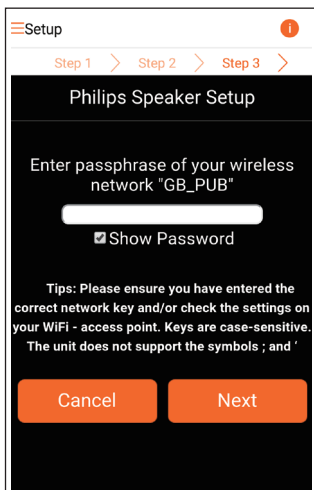 Setup
i
Step 1 Step 2 Step 3
Philips Speaker Setup
Enter passphrase of your wireless
network "GB_PUB"
Show Password
Tips: Please ensure you have entered the
correct network key and/or check the settings on
your WiFi - access point. Keys are case-sensitive.
The unit does not support the symbols ; and ‘
Cancel Next